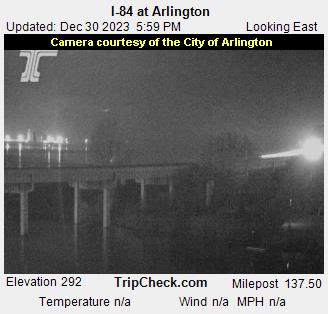 I-84 at Arlington
Updated: Dec 30 2023 5:59 PM Looking East
Camera courtesy of the City of Arlington
Elevation 292 TripCheck.com Milepost 137.50
Temperature n/a Wind n/a MPH n/a